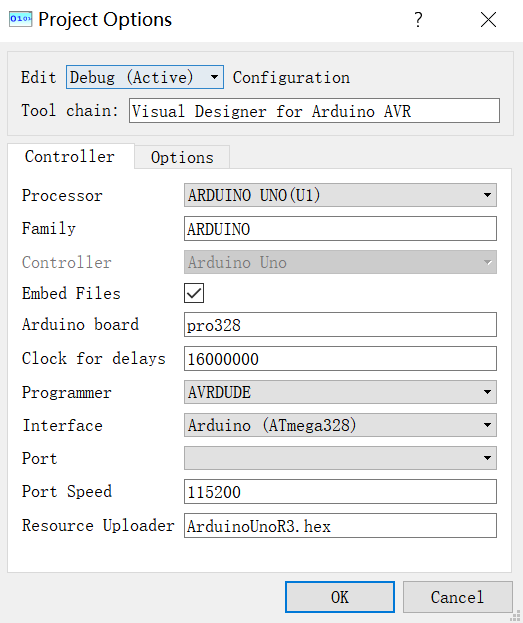 Project Options
Edit Debug (Active) Configuration
Tool chain: Visual Designer for Arduino AVR
Controller Options
Processor ARDUINO UNO(U1)
Family ARDUINO
Controller Arduino Uno
Embed Files
Arduino board pro328
Clock for delays 16000000
Programmer AVRDUDE
Interface Arduino (ATmega328)
Port
Port Speed 115200
Resource Uploader ArduinoUnoR3.hex
OK Cancel